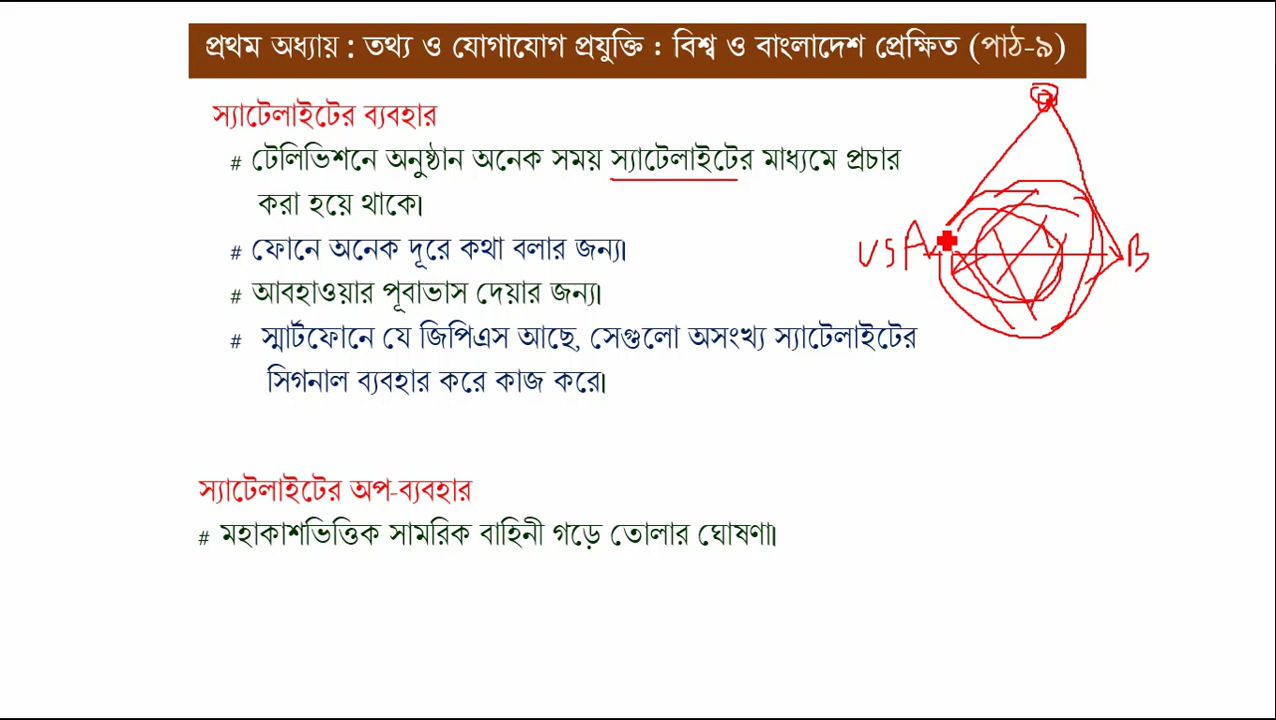 প্রথম অধ্যায় : তথ্য ও যোগাযোগ প্রযুক্তি : বিশ্ব ও বাংলাদেশ প্রেক্ষিত (পাঠ-৯)
স্যাটেলাইটের ব্যবহার
# টেলিভিশনে অনুষ্ঠান অনেক সময় স্যাটেলাইটের মাধ্যমে প্রচার
করা হয়ে থাকে।
# ফোনে অনেক দূরে কথা বলার জন্য।
# আবহাওয়ার পূবাভাস দেয়ার জন্য।
# স্মার্টফোনে যে জিপিএস আছে, সেগুলো অসংখ্য স্যাটেলাইটের
সিগনাল ব্যবহার করে কাজ করে।
USA
B
স্যাটেলাইটের অপ-ব্যবহার
# মহাকাশভিত্তিক সামরিক বাহিনী গড়ে তোলার ঘোষণা।